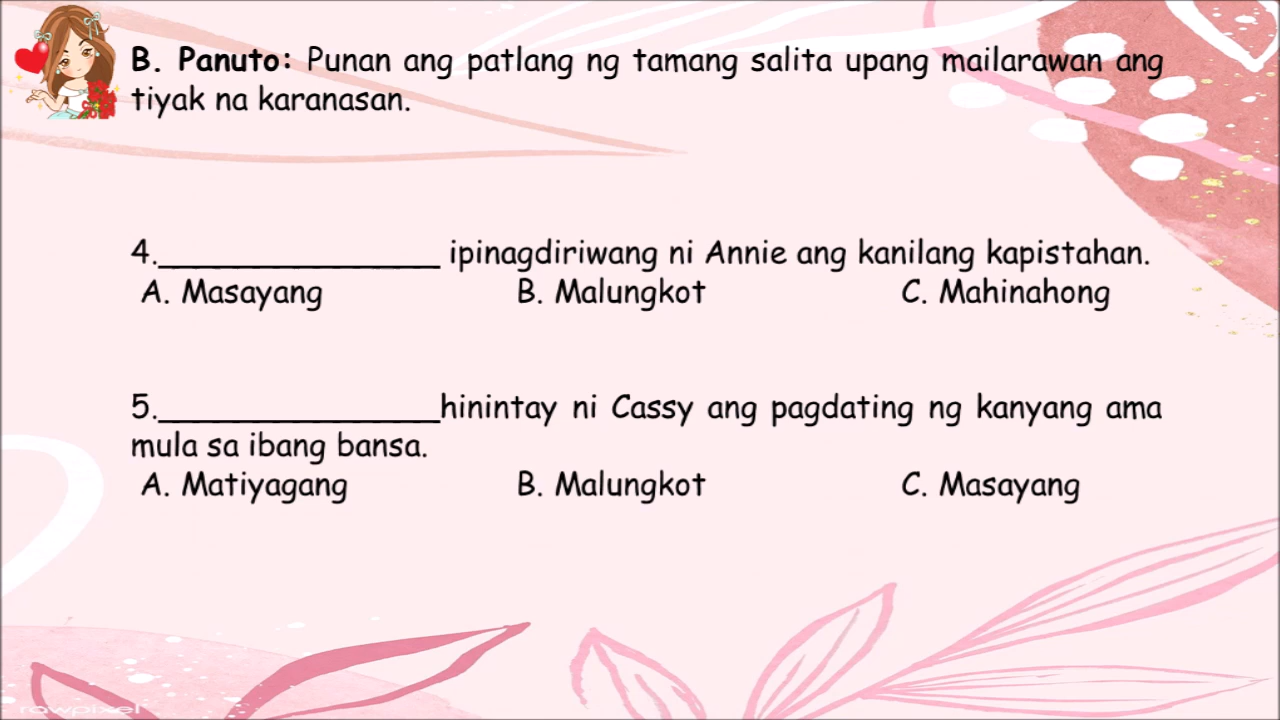 B. Panuto: Punan ang patlang ng tamang salita upang mailarawan ang
tiyak na karanasan.
4._________________ ipinagdiriwang ni Annie ang kanilang kapistahan.
A. Masayang B. Malungkot C. Mahinahong
5._________________hinintay ni Cassy ang pagdating ng kanyang ama
mula sa ibang bansa.
A. Matiyagang B. Malungkot C. Masayang
rawpixel